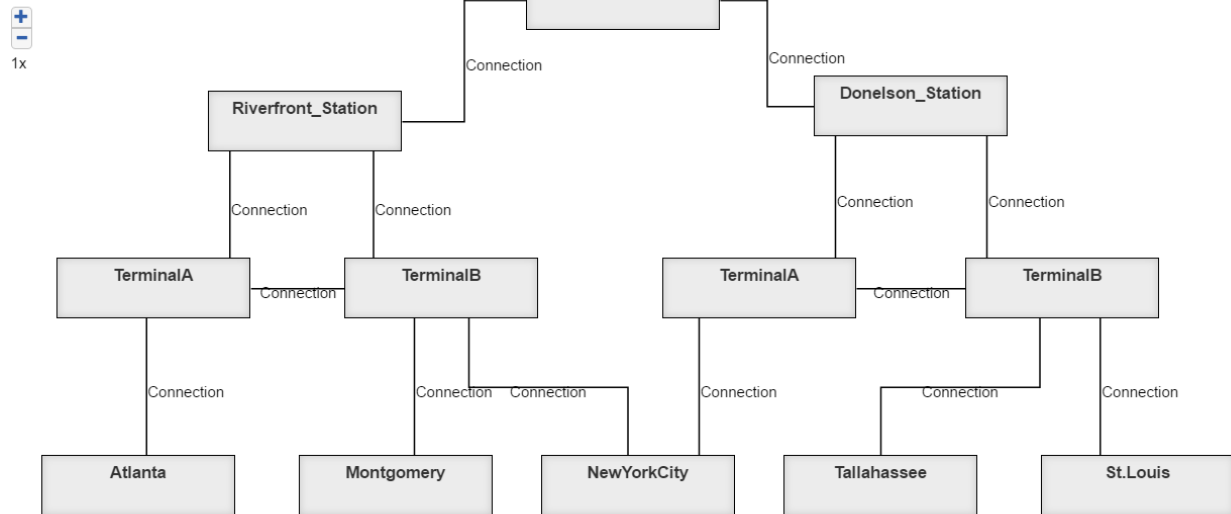 1x
Connection
Connection
Riverfront_Station
Donelson_Station
Connection
Connection
Connection
Connection
TerminalA
TerminalB
TerminalA
TerminalB
Connection
Connection
Connection
Connection
Connection
Connection
Connection
Connection
Atlanta
Montgomery
NewYorkCity
Tallahassee
St.Louis